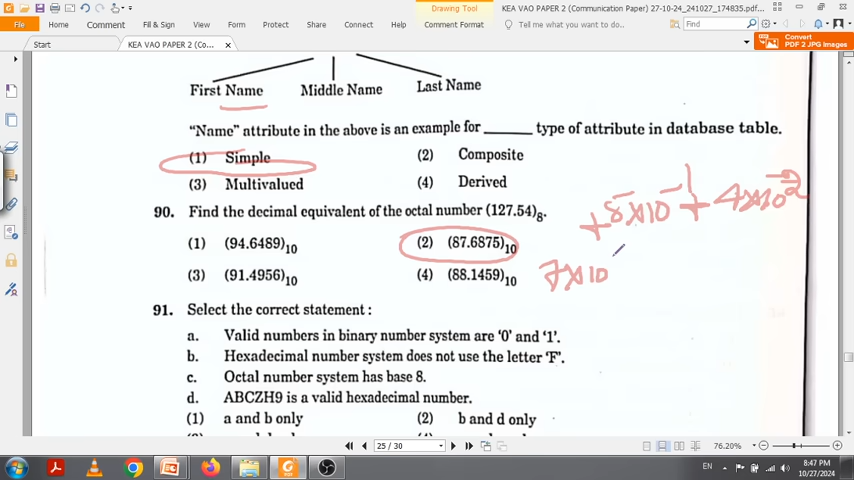 Drawing Tool
KEA VAO PAPER 2 (Communication Paper) 27-10-24_241027_174835.pdf...
File Home Comment View Form Protect Share Connect Help Extras Comment Format Tell me what you want to do... Find
Fill & Sign
Start KEA VAO PAPER 2 (Co... ×
Convert
PDF 2 JPG Images
First Name Middle Name Last Name
"Name" attribute in the above is an example for ______ type of attribute in database table.
(1) Simple (2) Composite
(3) Multivalued (4) Derived
90. Find the decimal equivalent of the octal number (127.54)8.
(1) (94.6489)10 (2) (87.6875)10
(3) (91.4956)10 (4) (88.1459)10
7×10
+ 4×10-2
91. Select the correct statement :
a. Valid numbers in binary number system are '0' and '1'.
b. Hexadecimal number system does not use the letter 'F'.
c. Octal number system has base 8.
d. ABCZH9 is a valid hexadecimal number.
(1) a and b only (2) b and d only
25 / 30
76.20%
EN 8:47 PM
10/27/2024